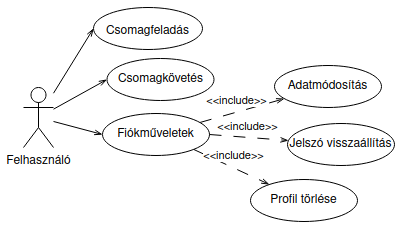 Csomagfeladás
Csomagkövetés
Adatmódosítás
<<include>>
Felhasználó
Fiókműveletek
<<include>>
Jelszó visszaállítás
<<include>>
Profil törlése